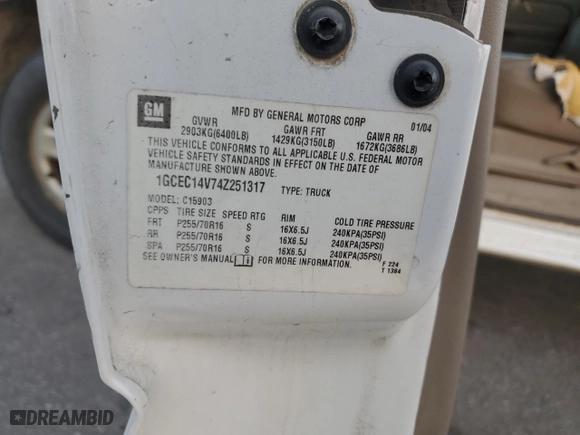 GM
MFD BY GENERAL MOTORS CORP 01/04
GVWR GAWR FRT GAWR RR
2903KG(6400LB) 1429KG(3150LB) 1672KG(3686LB)
THIS VEHICLE CONFORMS TO ALL APPLICABLE U.S. FEDERAL MOTOR
VEHICLE SAFETY STANDARDS IN EFFECT ON THE DATE OF
MANUFACTURE SHOWN ABOVE.
1GCEC14V74Z251317 TYPE: TRUCK
MODEL: C15903
CPPS TIRE SIZE SPEED RTG RIM COLD TIRE PRESSURE
FRT P255/70R16 S 16X6.5J 240KPA(35PSI)
RR P255/70R16 S 16X6.5J 240KPA(35PSI)
SPA P255/70R16 S 16X6.5J 240KPA(35PSI)
SEE OWNER'S MANUAL FOR MORE INFORMATION.
F 224
T 1384
DREAMBID